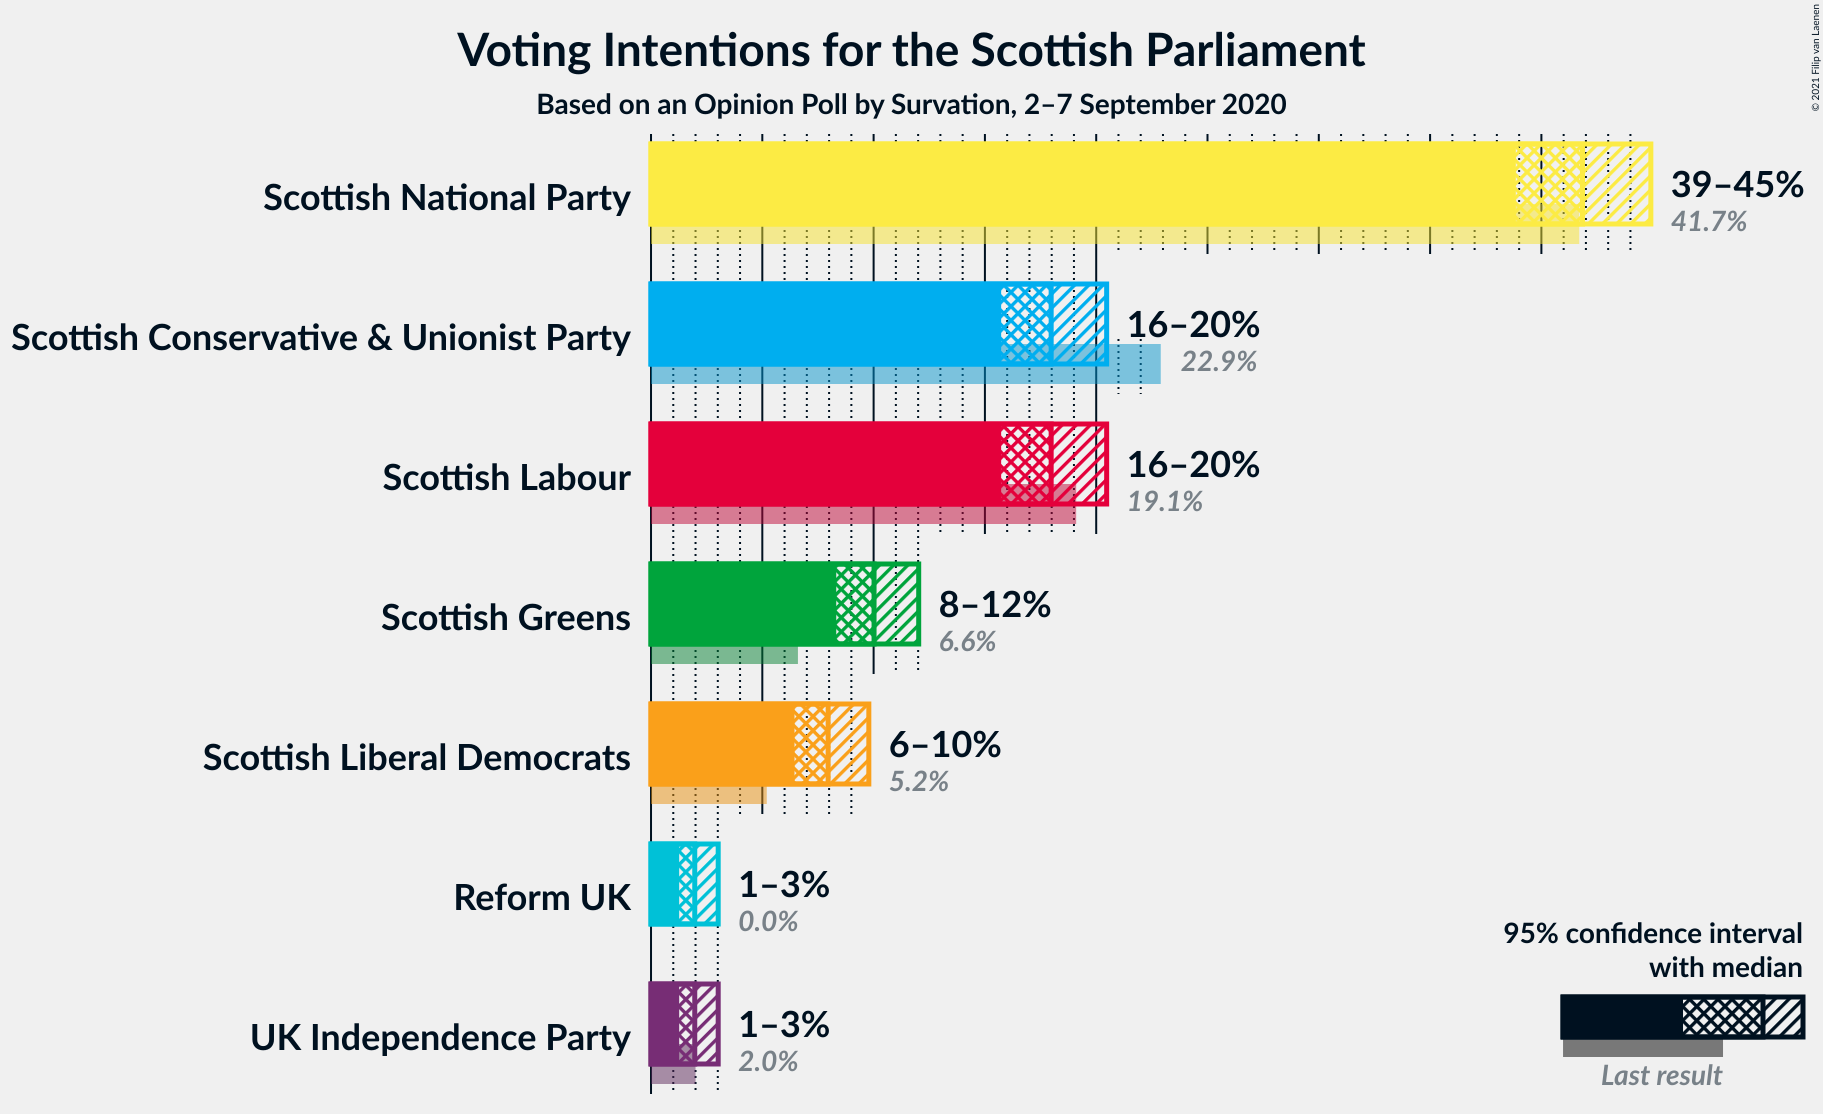 Voting Intentions for the Scottish Parliament
Based on an Opinion Poll by Survation, 2–7 September 2020
© 2021 Filip van Laenen
Scottish National Party
39–45%
41.7%
Scottish Conservative & Unionist Party
16–20%
22.9%
Scottish Labour
16–20%
19.1%
Scottish Greens
8–12%
6.6%
Scottish Liberal Democrats
6–10%
5.2%
Reform UK
1–3%
0.0%
UK Independence Party
1–3%
2.0%
95% confidence interval
with median
Last result